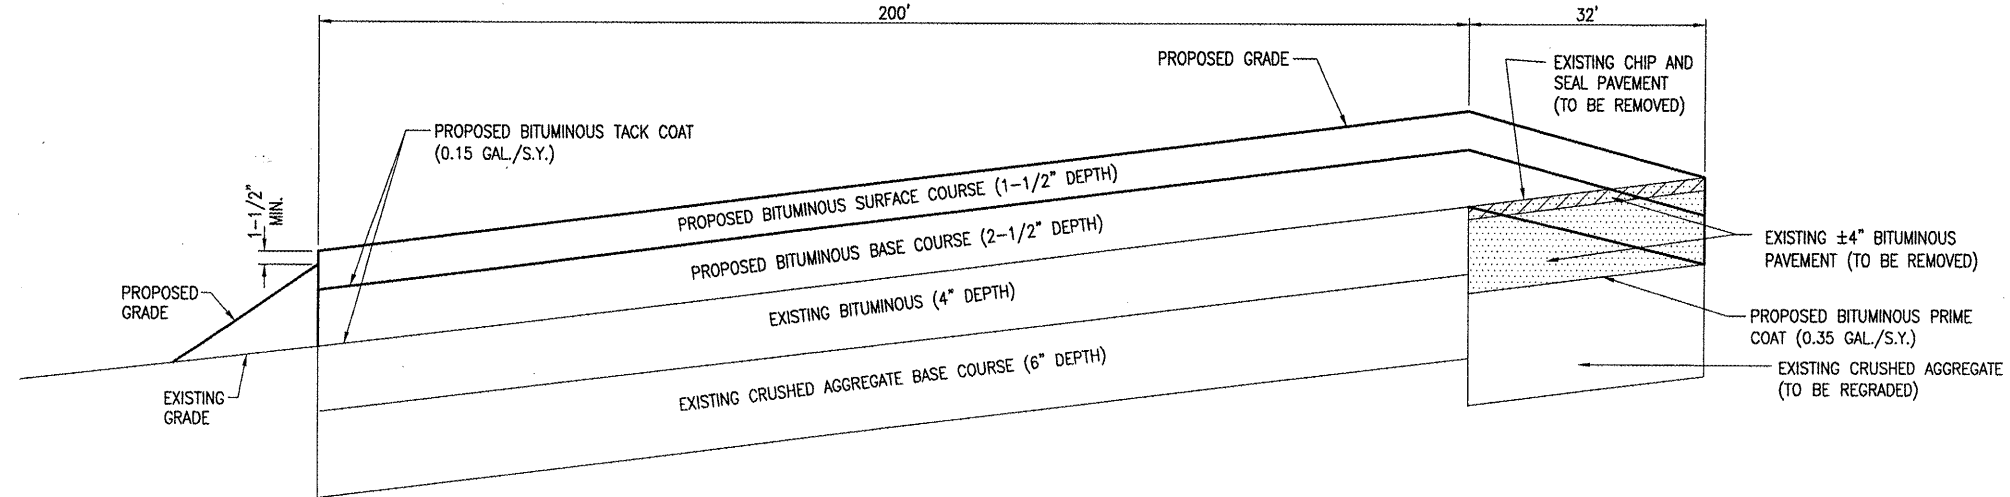 200'
32'
PROPOSED GRADE
EXISTING CHIP AND
SEAL PAVEMENT
(TO BE REMOVED)
PROPOSED BITUMINOUS TACK COAT
(0.15 GAL./S.Y.)
1-1/2"
MIN.
PROPOSED BITUMINOUS SURFACE COURSE (1-1/2" DEPTH)
PROPOSED BITUMINOUS BASE COURSE (2-1/2" DEPTH)
EXISTING BITUMINOUS (4" DEPTH)
EXISTING CRUSHED AGGREGATE BASE COURSE (6" DEPTH)
PROPOSED
GRADE
EXISTING
GRADE
EXISTING ±4" BITUMINOUS
PAVEMENT (TO BE REMOVED)
PROPOSED BITUMINOUS PRIME
COAT (0.35 GAL./S.Y.)
EXISTING CRUSHED AGGREGATE
(TO BE REGRADED)